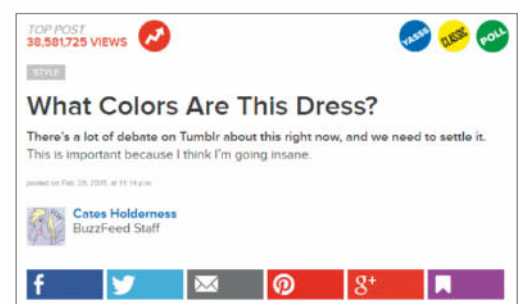 TOP POST
38,581,725 VIEWS
YASSS CLASSIC POLL
STYLE
What Colors Are This Dress?
There's a lot of debate on Tumblr about this right now, and we need to settle it.
This is important because I think I'm going insane.
posted on Feb. 26, 2015, at 11:14 p.m.
Cates Holderness
BuzzFeed Staff
f g+